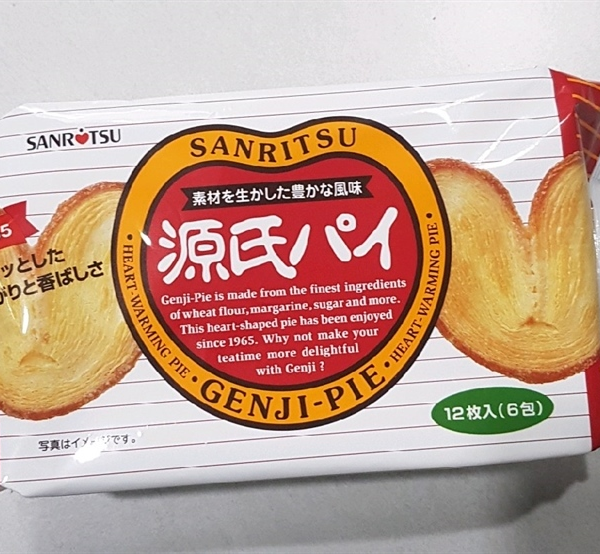 SANRITSU
SANRITSU
素材を生かした豊かな風味
源氏パイ
Genji-Pie is made from the finest ingredients
of wheat flour, margarine, sugar and more.
This heart-shaped pie has been enjoyed
since 1965. Why not make your
teatime more delightful
with Genji ?
• HEART-WARMING PIE •
GENJI-PIE
• HEART-WARMING PIE •
5
ッとした
がりと香ばしさ
12枚入(6包)
写真はイメージです。